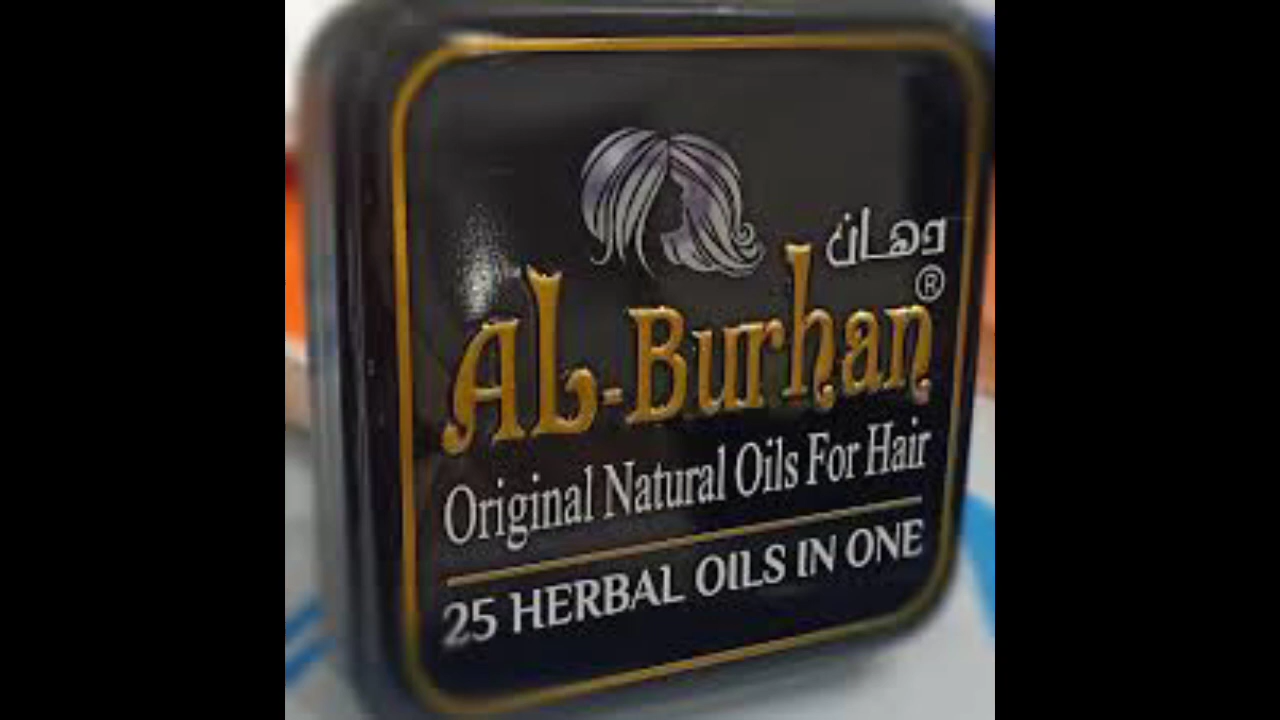 دهان
®
AL-Burhan
Original Natural Oils For Hair
25 HERBAL OILS IN ONE